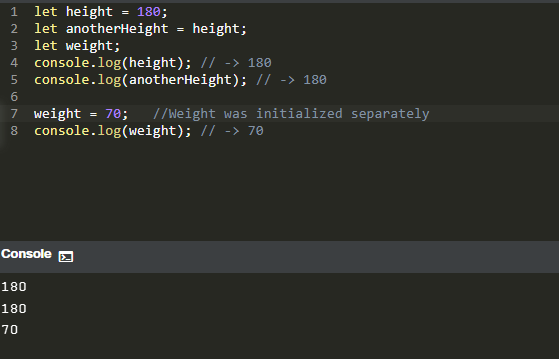 1 let height = 180;
2 let anotherHeight = height;
3 let weight;
4 console.log(height); // -> 180
5 console.log(anotherHeight); // -> 180
6
7 weight = 70;   //Weight was initialized separately
8 console.log(weight); // -> 70
Console
180
180
70